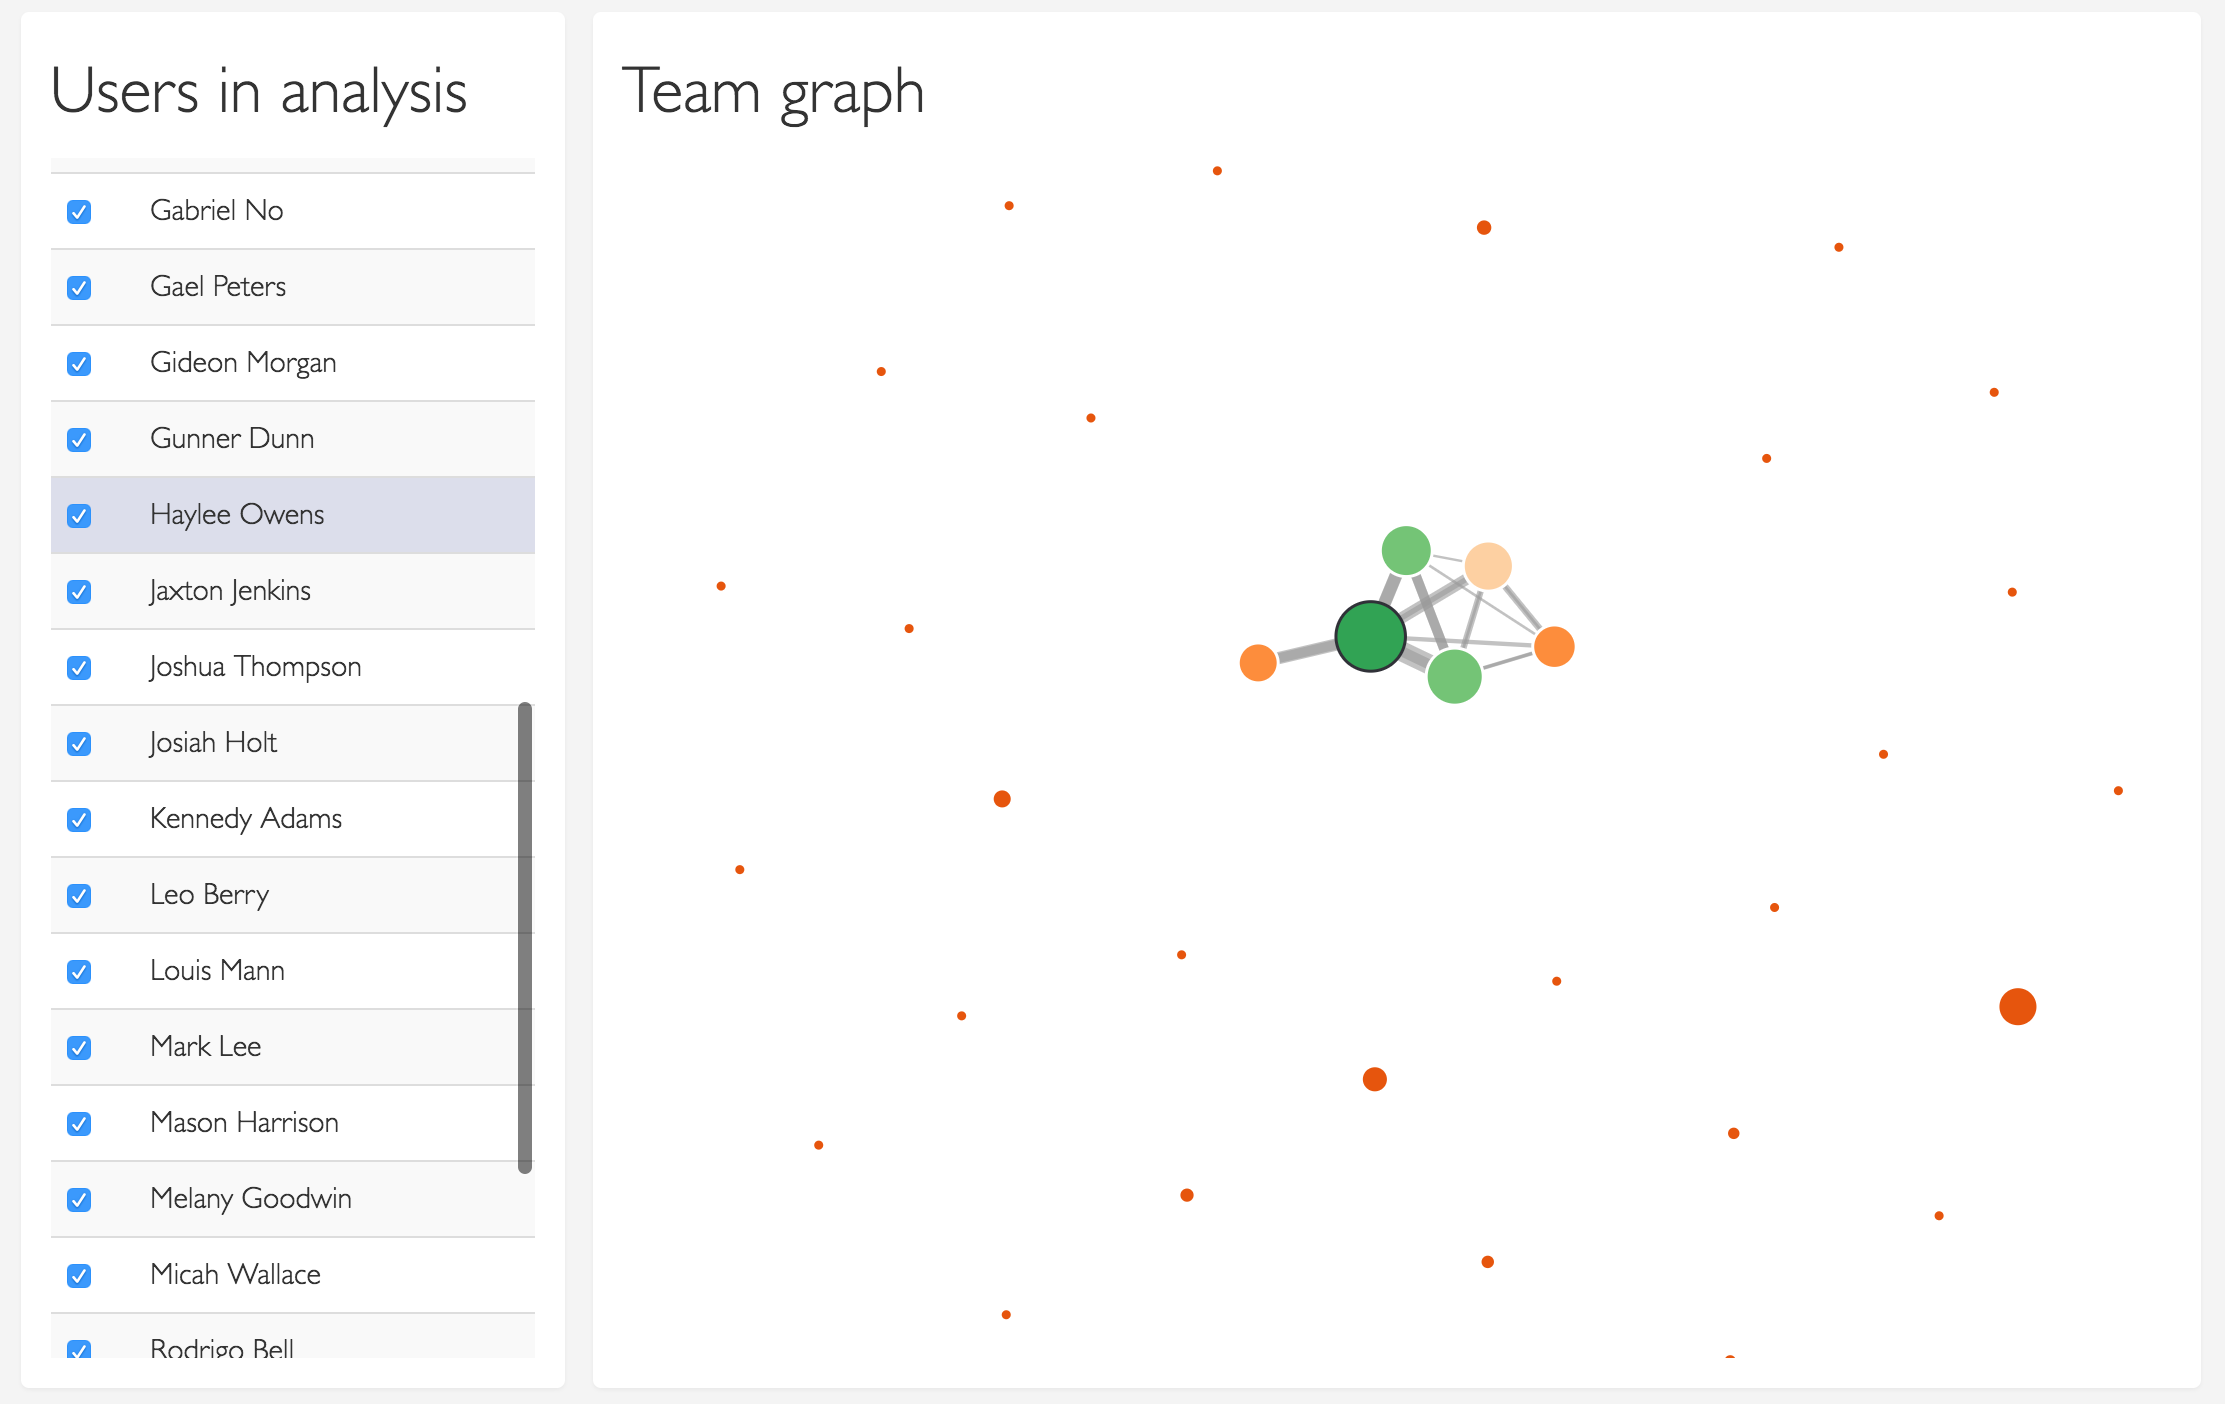 Users in analysis
Gabriel No
Gael Peters
Gideon Morgan
Gunner Dunn
Haylee Owens
Jaxton Jenkins
Joshua Thompson
Josiah Holt
Kennedy Adams
Leo Berry
Louis Mann
Mark Lee
Mason Harrison
Melany Goodwin
Micah Wallace
Rodrigo Bell
Team graph